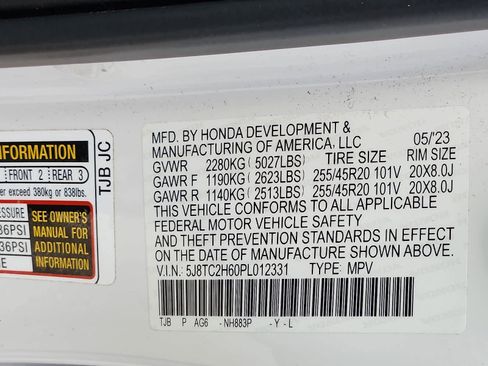 NFORMATION
FRONT 2 REAR 3
er exceed 380kg or 838lbs.
ESSURE
36PSI
36PSI
E
SEE OWNER'S
MANUAL FOR
ADDITIONAL
INFORMATION
TJB JC
MFD. BY HONDA DEVELOPMENT &
MANUFACTURING OF AMERICA, LLC 05/23
GVWR 2280KG(5027LBS) TIRE SIZE RIM SIZE
GAWR F 1190KG(2623LBS) 255/45R20 101V 20X8.0J
GAWR R 1140KG(2513LBS) 255/45R20 101V 20X8.0J
THIS VEHICLE CONFORMS TO ALL APPLICABLE
FEDERAL MOTOR VEHICLE SAFETY
AND THEFT PREVENTION STANDARDS IN EFFECT
ON THE DATE OF MANUFACTURE SHOWN ABOVE.
V.I.N.: 5J8TC2H60PL012331 TYPE: MPV
TJB P AG6 -NH883P -Y-L